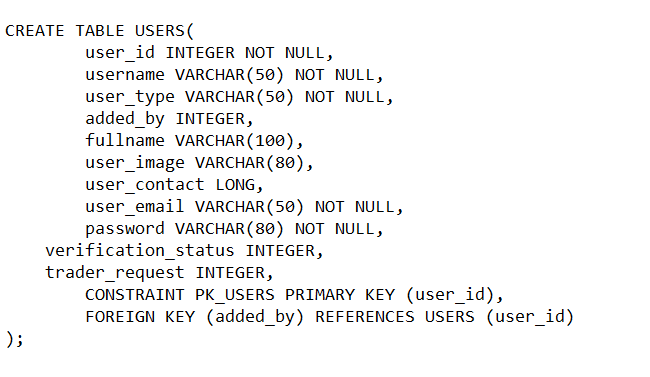 CREATE TABLE USERS(
        user_id INTEGER NOT NULL,
        username VARCHAR(50) NOT NULL,
        user_type VARCHAR(50) NOT NULL,
        added_by INTEGER,
        fullname VARCHAR(100),
        user_image VARCHAR(80),
        user_contact LONG,
        user_email VARCHAR(50) NOT NULL,
        password VARCHAR(80) NOT NULL,
    verification_status INTEGER,
    trader_request INTEGER,
        CONSTRAINT PK_USERS PRIMARY KEY (user_id),
        FOREIGN KEY (added_by) REFERENCES USERS (user_id)
);